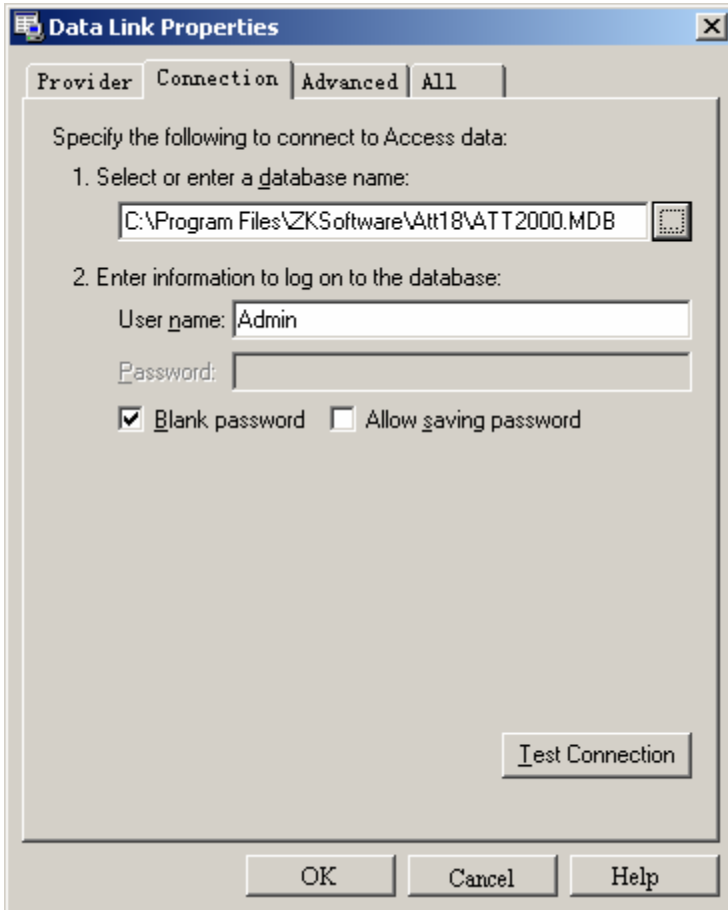 Data Link Properties
Provider Connection Advanced All
Specify the following to connect to Access data:
1. Select or enter a database name:
C:\Program Files\ZKSoftware\Att18\ATT2000.MDB ...
2. Enter information to log on to the database:
User name: Admin
Password:
Blank password Allow saving password
Test Connection
OK Cancel Help